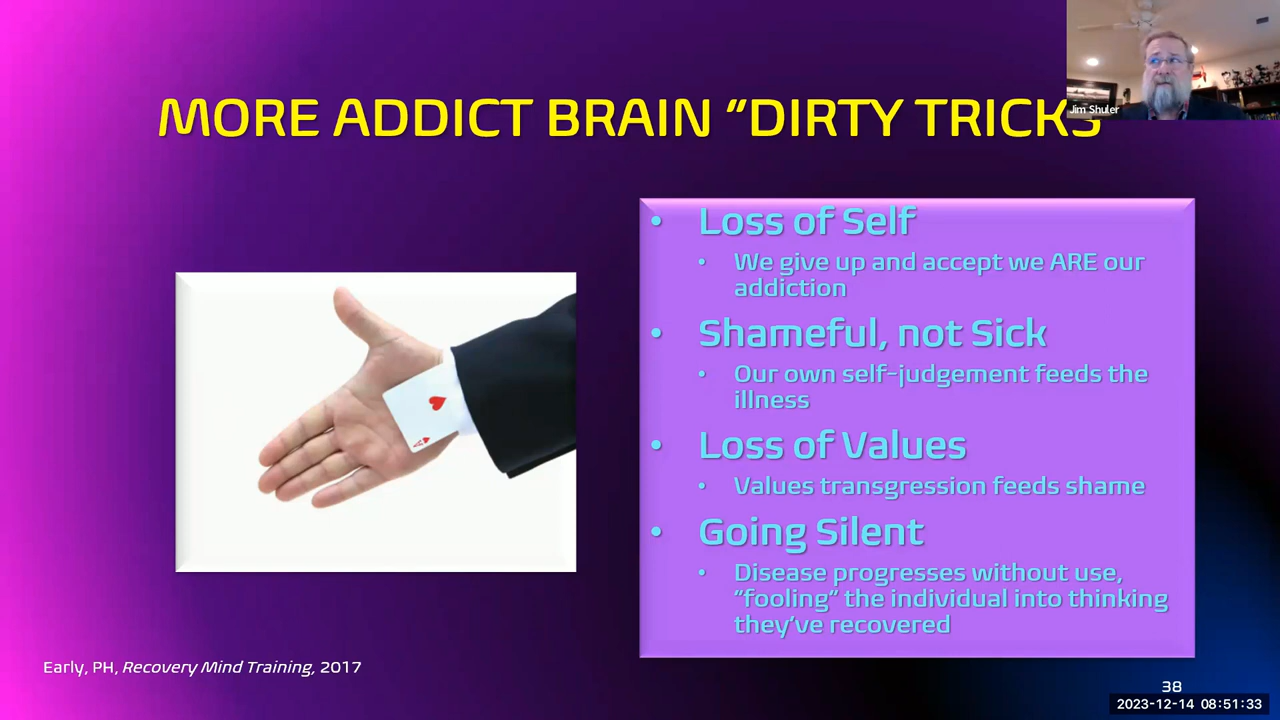 MORE ADDICT BRAIN “DIRTY TRICKS
Jim Shuler
• Loss of Self
• We give up and accept we ARE our
addiction
• Shameful, not Sick
• Our own self-judgement feeds the
illness
• Loss of Values
• Values transgression feeds shame
• Going Silent
• Disease progresses without use,
“fooling” the individual into thinking
they’ve recovered
A
Early, PH, Recovery Mind Training, 2017
38
2023-12-14 08:51:33